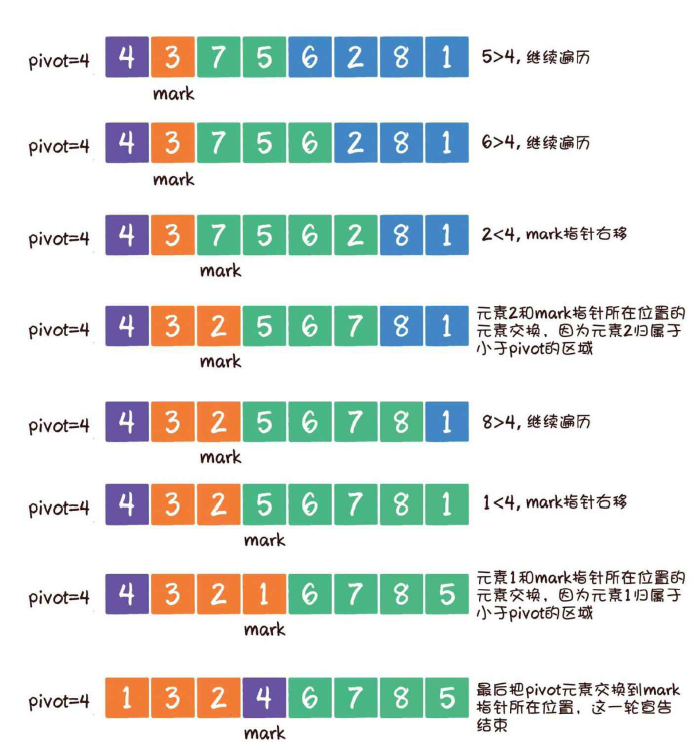 pivot=4 4 3 7 5 6 2 8 1 5>4, 继续遍历
mark
pivot=4 4 3 7 5 6 2 8 1 6>4, 继续遍历
mark
pivot=4 4 3 7 5 6 2 8 1 2<4, mark指针右移
mark
pivot=4 4 3 2 5 6 7 8 1 元素2和mark指针所在位置的
元素交换，因为元素2归属于
小于pivot的区域
mark
pivot=4 4 3 2 5 6 7 8 1 8>4, 继续遍历
mark
pivot=4 4 3 2 5 6 7 8 1 1<4, mark指针右移
mark
pivot=4 4 3 2 1 6 7 8 5 元素1和mark指针所在位置的
元素交换，因为元素1归属于
小于pivot的区域
mark
pivot=4 1 3 2 4 6 7 8 5 最后把pivot元素交换到mark
指针所在位置，这一轮宣告
结束
mark